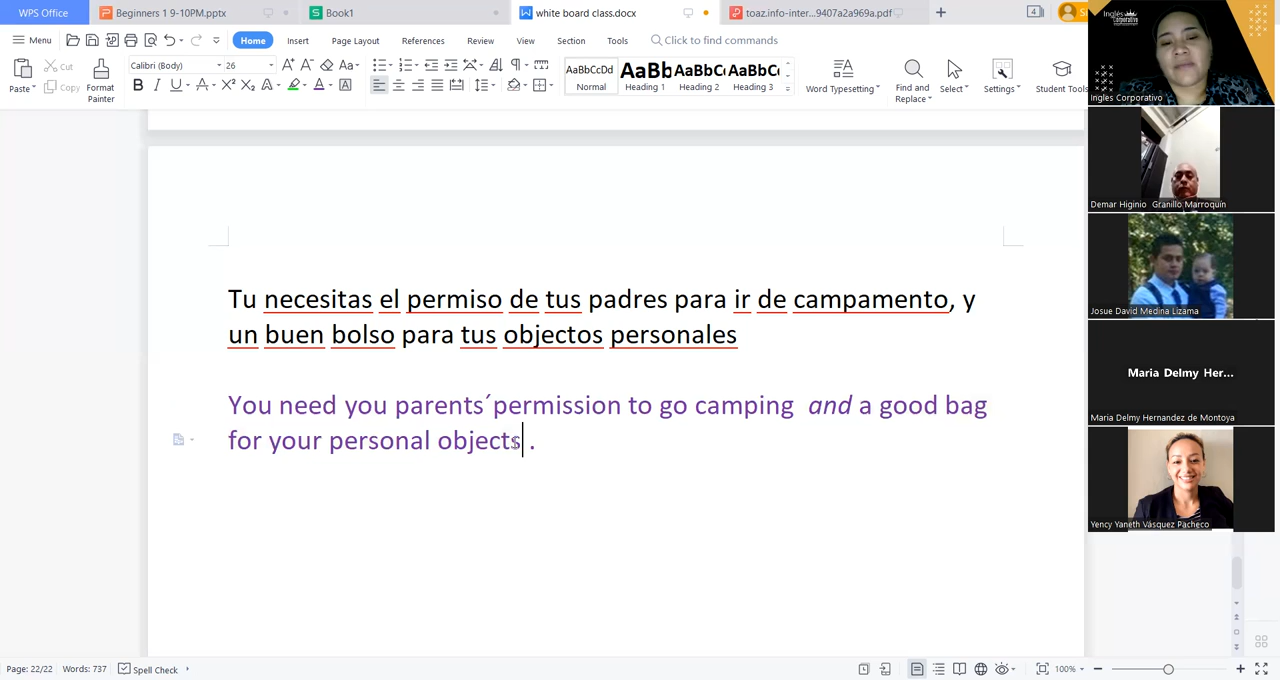 WPS Office Beginners 1 9-10PM.pptx Book1 white board class.docx toaz.info-inter...9407a2a969a.pdf + 4 Si
Menu Home Insert Page Layout References Review View Section Tools Click to find commands
Paste Cut Copy Format Painter Calibri (Body) 26 AaBbCcDd Normal AaBb Heading 1 AaBbC Heading 2 AaBbC Heading 3 Word Typesetting Find and Replace Select Settings Student Tools
Inglés Corporativo
Ingles Corporativo
Demar Higinio Granillo Marroquin
Tu necesitas el permiso de tus padres para ir de campamento, y
un buen bolso para tus objectos personales
Josue David Medina Lizama
You need you parents´permission to go camping and a good bag
for your personal objects .
Maria Delmy Her...
Maria Delmy Hernandez de Montoya
Yency Yaneth Vásquez Pacheco
Page: 22/22 Words: 737 Spell Check 100%